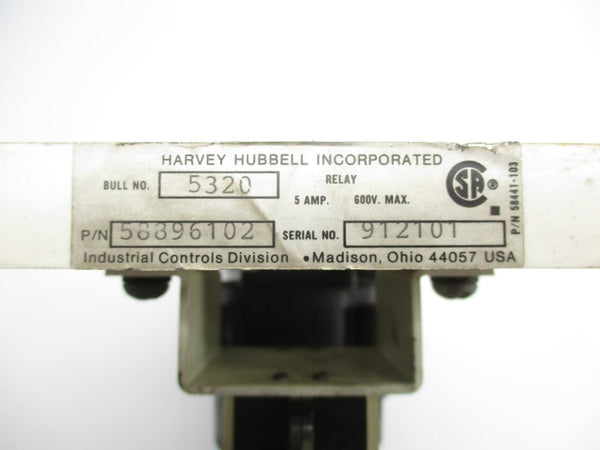 HARVEY HUBBELL INCORPORATED
BULL NO. 5320 RELAY
5 AMP. 600V. MAX.
P/N 58896102 SERIAL NO. 912101
Industrial Controls Division • Madison, Ohio 44057 USA
SA ®
P/N 58441-103